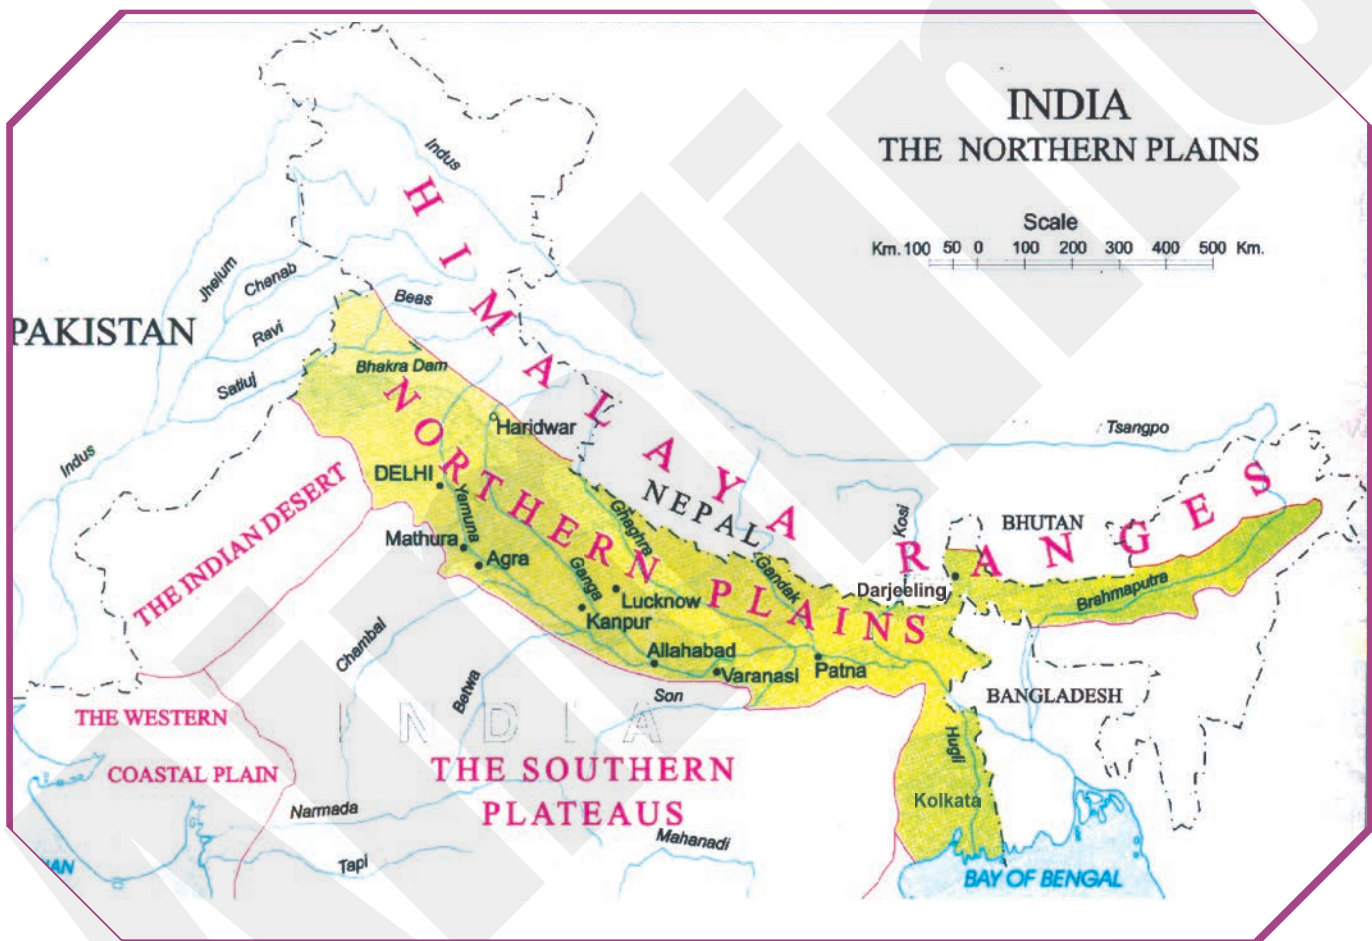 INDIA
THE NORTHERN PLAINS
Scale
Km. 100 50 0 100 200 300 400 500 Km.
Indus
HIMALAYA RANGES
Jhelum
Chenab
Beas
PAKISTAN
Ravi
Satluj
Bhakra Dam
NORTHERN PLAINS
Haridwar
Tsangpo
Indus
DELHI
Yamuna
THE INDIAN DESERT
NEPAL
Ghaghra
Kosi
BHUTAN
Mathura
Agra
Ganga
Gandak
Darjeeling
Brahmaputra
Lucknow
Kanpur
Chambal
Betwa
Allahabad
Varanasi
Patna
Son
BANGLADESH
THE WESTERN
COASTAL PLAIN
INDIA
Hugli
THE SOUTHERN
PLATEAUS
Kolkata
Narmada
Mahanadi
Tapi
BAY OF BENGAL